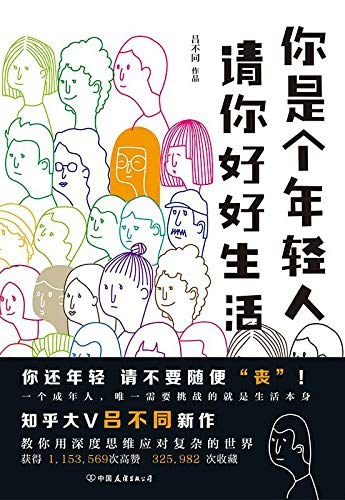 你是个年轻人
请你好好生活
吕不同 作品
你还年轻 请不要随便“丧”！
一个成年人，唯一需要挑战的就是生活本身
知乎大V吕不同新作
教你用深度思维应对复杂的世界
获得 1,153,569次高赞 325,982 次收藏
中国友谊出版公司